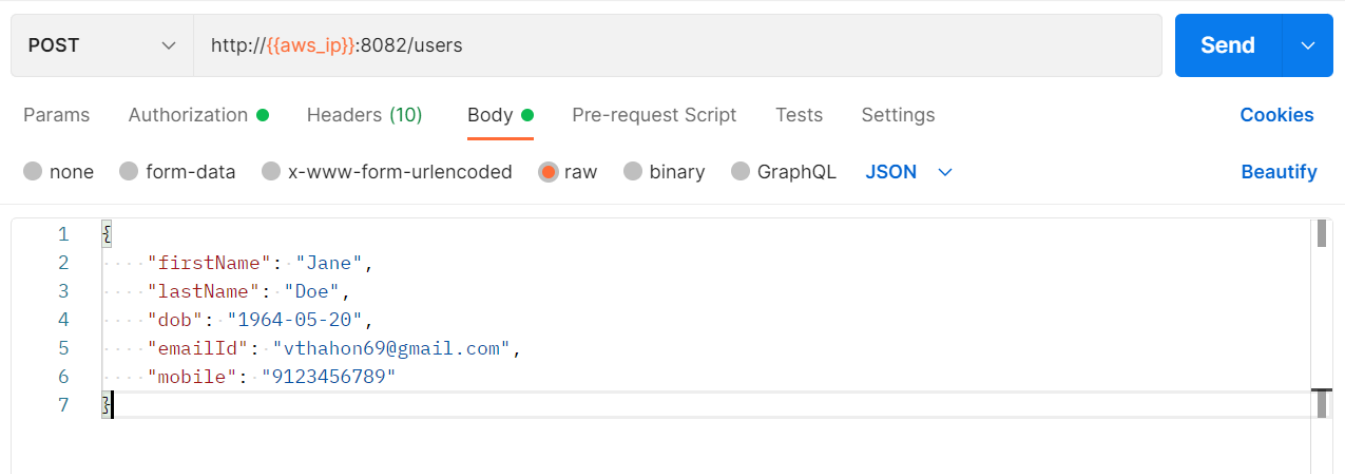 POST http://{{aws_ip}}:8082/users Send
Params Authorization Headers (10) Body Pre-request Script Tests Settings Cookies
none form-data x-www-form-urlencoded raw binary GraphQL JSON Beautify
1 {
2 "firstName": "Jane",
3 "lastName": "Doe",
4 "dob": "1964-05-20",
5 "emailId": "vthahon69@gmail.com",
6 "mobile": "9123456789"
7 }